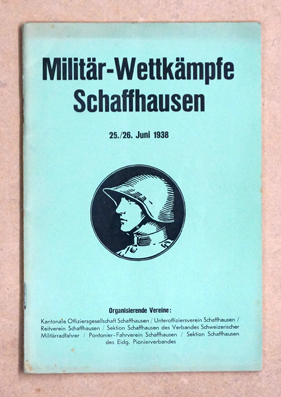 Militär-Wettkämpfe
Schaffhausen
25./26. Juni 1938
Organisierende Vereine:
Kantonale Offiziersgesellschaft Schaffhausen / Unteroffiziersverein Schaffhausen /
Reitverein Schaffhausen / Sektion Schaffhausen des Verbandes Schweizerischer
Militärradfahrer / Pontonier-Fahrverein Schaffhausen / Sektion Schaffhausen
des Eidg. Pionierverbandes